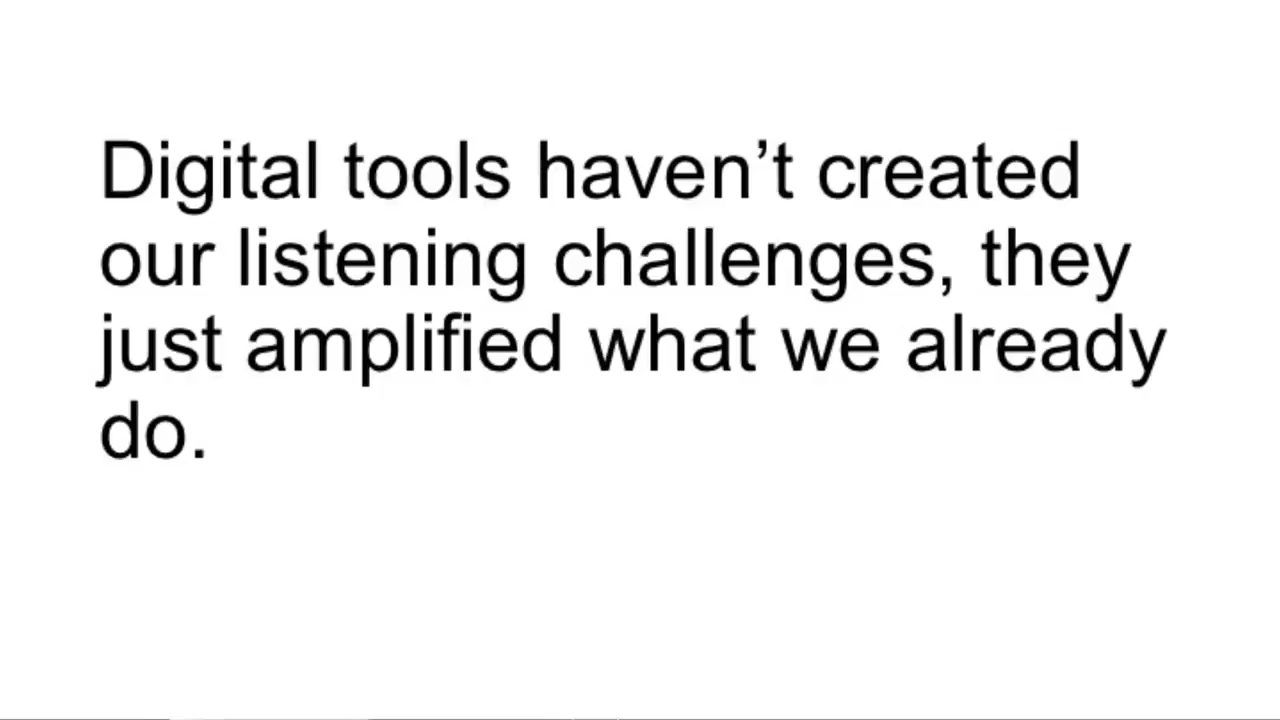 Digital tools haven’t created
our listening challenges, they
just amplified what we already
do.